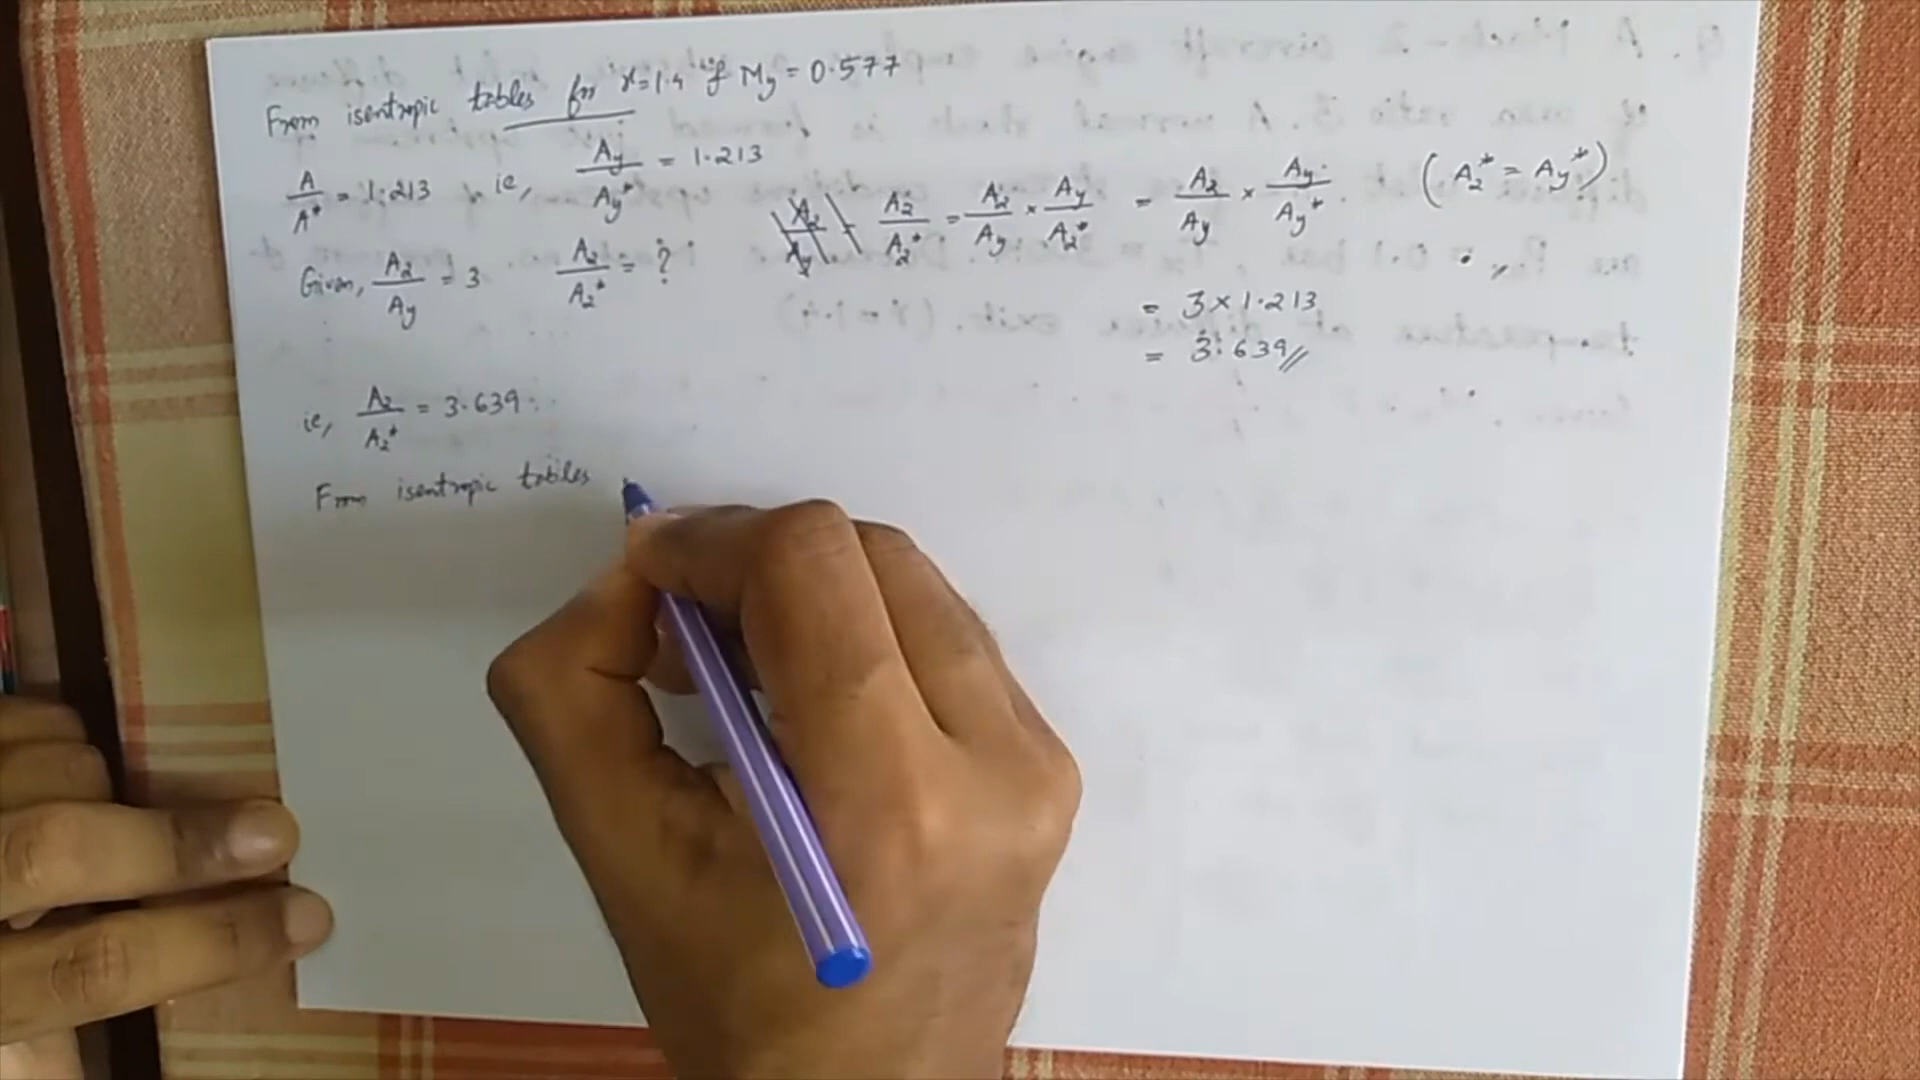 From isentropic tables for γ=1.4 & My = 0.577
A/A* = 1.213 ie, Ay/Ay* = 1.213
A2/A2* = A2/Ay × Ay/A2* = A2/Ay × Ay/Ay* (A2* = Ay*)
Given, A2/Ay = 3 A2/A2* = ?
= 3 × 1.213
= 3.639//
ie, A2/A2* = 3.639
From isentropic tables